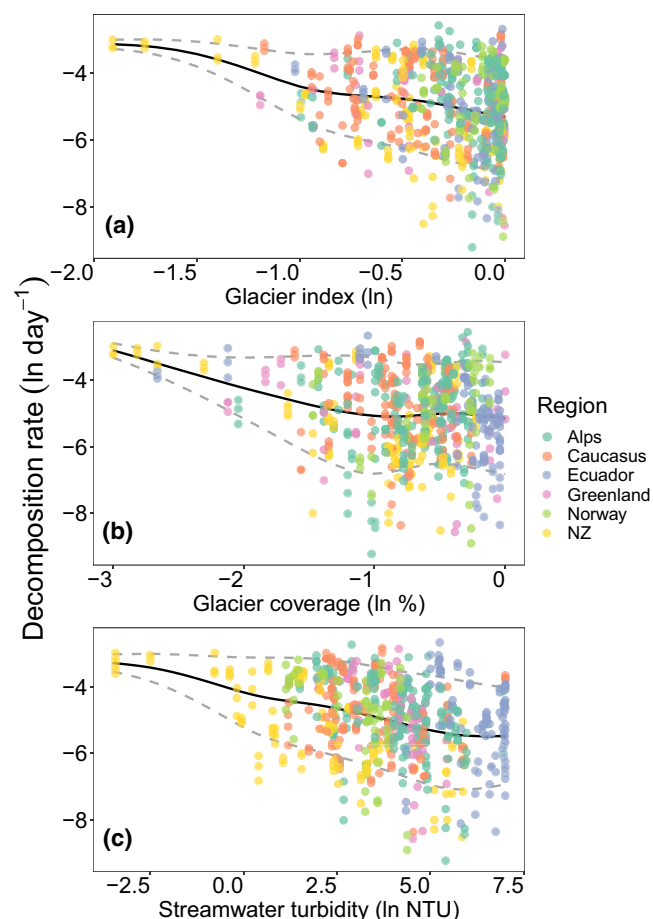 Decomposition rate (ln day⁻¹)
−4
−6
−8
(a)
−2.0 −1.5 −1.0 −0.5 0.0
Glacier index (ln)
−4
−6
−8
(b)
−3 −2 −1 0
Glacier coverage (ln %)
Region
Alps
Caucasus
Ecuador
Greenland
Norway
NZ
−4
−6
−8
(c)
−2.5 0.0 2.5 5.0 7.5
Streamwater turbidity (ln NTU)